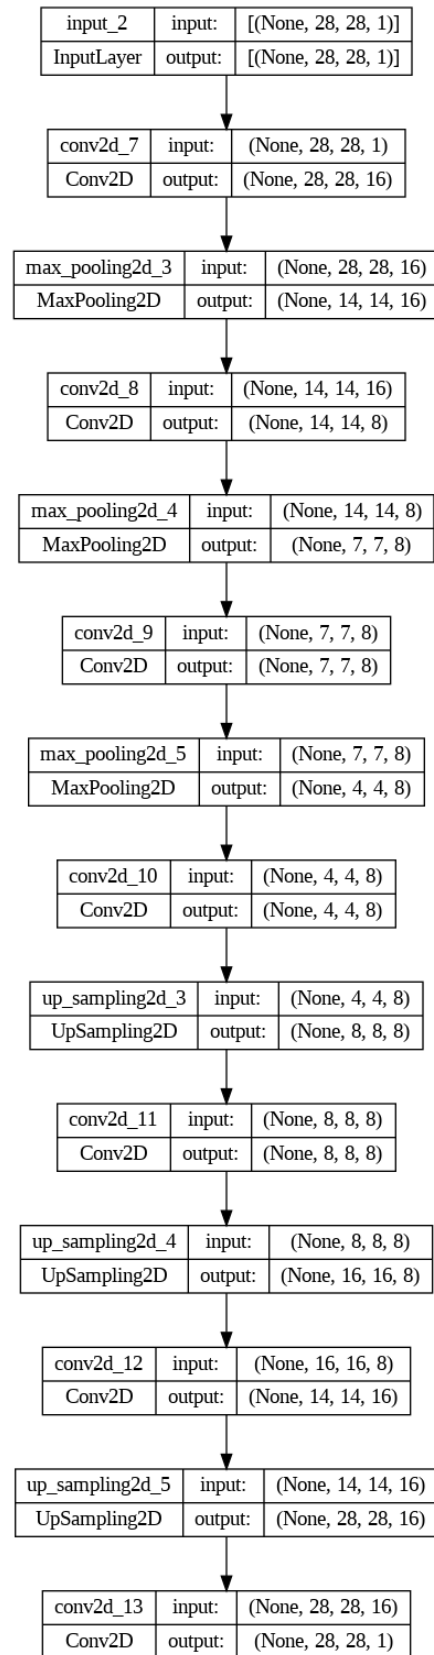 input_2 input: [(None, 28, 28, 1)]
InputLayer output: [(None, 28, 28, 1)]
conv2d_7 input: (None, 28, 28, 1)
Conv2D output: (None, 28, 28, 16)
max_pooling2d_3 input: (None, 28, 28, 16)
MaxPooling2D output: (None, 14, 14, 16)
conv2d_8 input: (None, 14, 14, 16)
Conv2D output: (None, 14, 14, 8)
max_pooling2d_4 input: (None, 14, 14, 8)
MaxPooling2D output: (None, 7, 7, 8)
conv2d_9 input: (None, 7, 7, 8)
Conv2D output: (None, 7, 7, 8)
max_pooling2d_5 input: (None, 7, 7, 8)
MaxPooling2D output: (None, 4, 4, 8)
conv2d_10 input: (None, 4, 4, 8)
Conv2D output: (None, 4, 4, 8)
up_sampling2d_3 input: (None, 4, 4, 8)
UpSampling2D output: (None, 8, 8, 8)
conv2d_11 input: (None, 8, 8, 8)
Conv2D output: (None, 8, 8, 8)
up_sampling2d_4 input: (None, 8, 8, 8)
UpSampling2D output: (None, 16, 16, 8)
conv2d_12 input: (None, 16, 16, 8)
Conv2D output: (None, 14, 14, 16)
up_sampling2d_5 input: (None, 14, 14, 16)
UpSampling2D output: (None, 28, 28, 16)
conv2d_13 input: (None, 28, 28, 16)
Conv2D output: (None, 28, 28, 1)